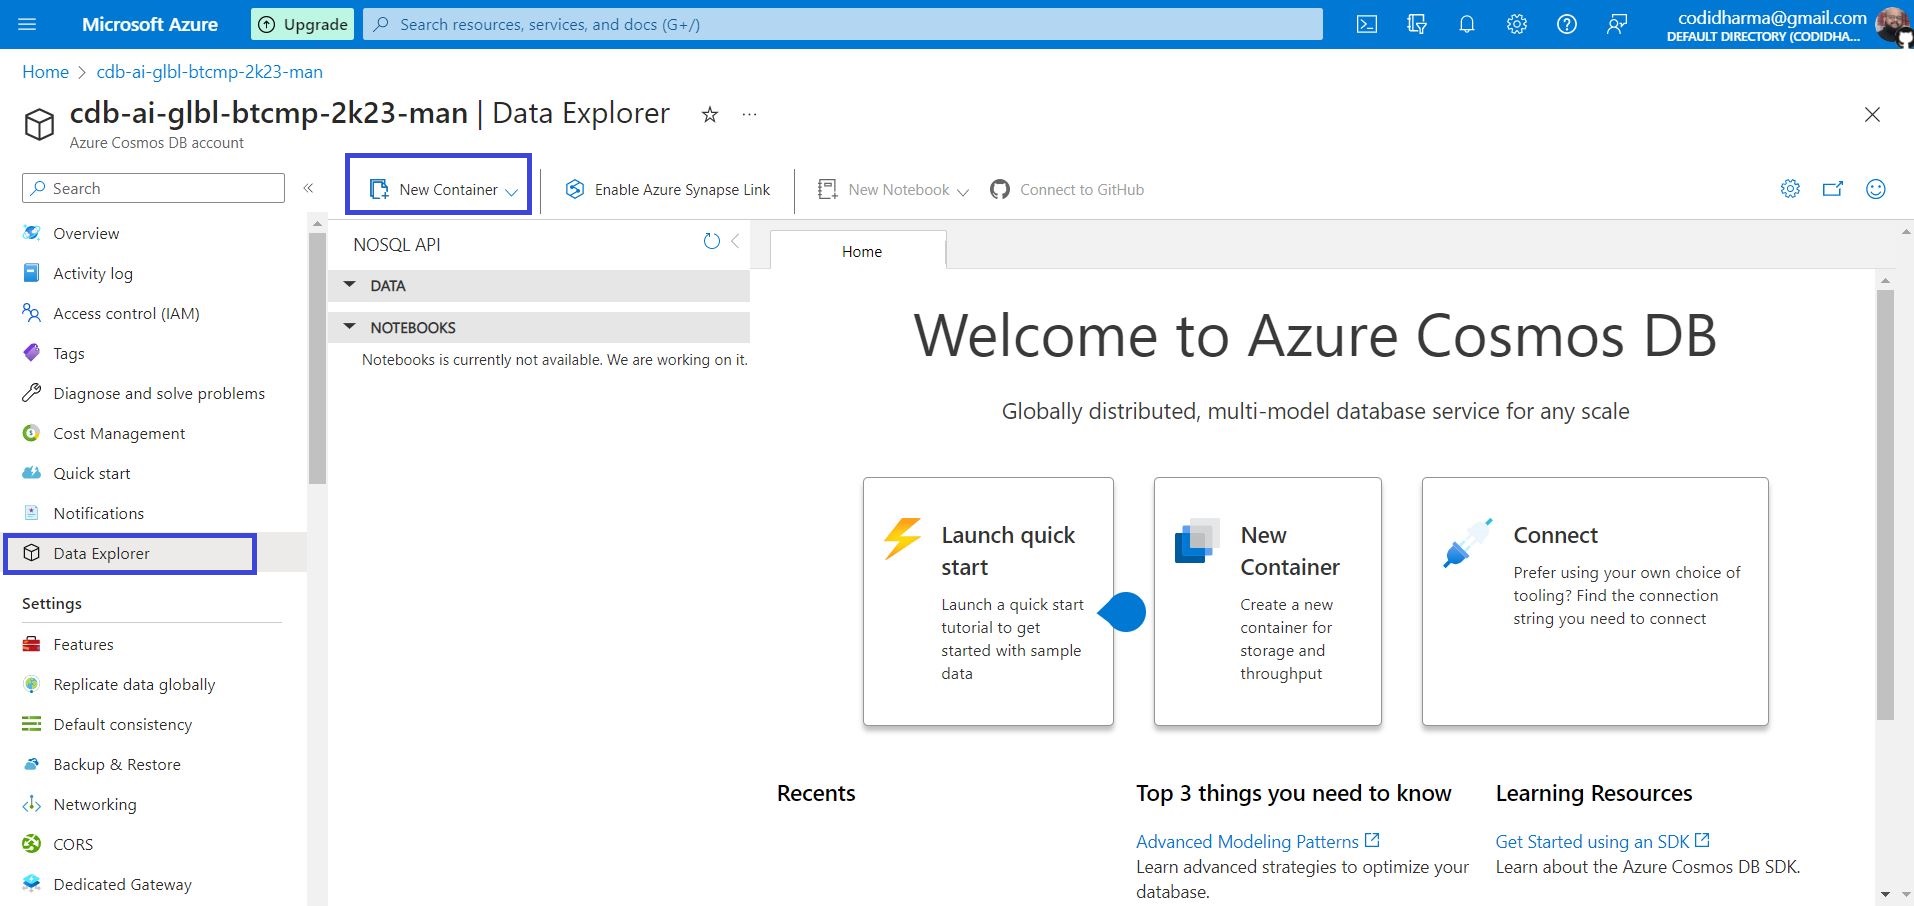 Microsoft Azure
Upgrade
Search resources, services, and docs (G+/)
codidharma@gmail.com
DEFAULT DIRECTORY (CODIDHA...
Home > cdb-ai-glbl-btcmp-2k23-man
cdb-ai-glbl-btcmp-2k23-man | Data Explorer
Azure Cosmos DB account
Search
New Container
Enable Azure Synapse Link
New Notebook
Connect to GitHub
Overview
Activity log
Access control (IAM)
Tags
Diagnose and solve problems
Cost Management
Quick start
Notifications
Data Explorer
Settings
Features
Replicate data globally
Default consistency
Backup & Restore
Networking
CORS
Dedicated Gateway
NOSQL API
DATA
NOTEBOOKS
Notebooks is currently not available. We are working on it.
Home
Welcome to Azure Cosmos DB
Globally distributed, multi-model database service for any scale
Launch quick
start
Launch a quick start
tutorial to get
started with sample
data
New
Container
Create a new
container for
storage and
throughput
Connect
Prefer using your own choice of
tooling? Find the connection
string you need to connect
Recents
Top 3 things you need to know
Advanced Modeling Patterns
Learn advanced strategies to optimize your
database.
Learning Resources
Get Started using an SDK
Learn about the Azure Cosmos DB SDK.